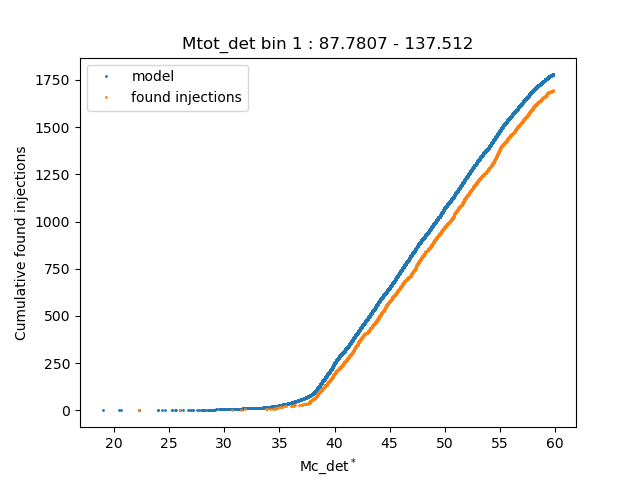 Mtot_det bin 1 : 87.7807 - 137.512
model
found injections
Cumulative found injections
1750
1500
1250
1000
750
500
250
0
20 25 30 35 40 45 50 55 60
Mc_det*